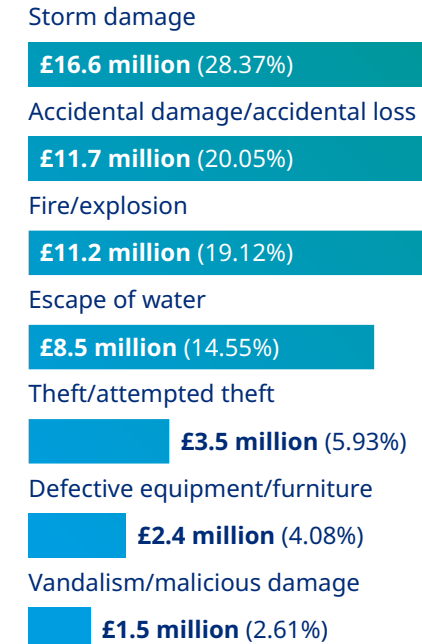 Storm damage
£16.6 million (28.37%)
Accidental damage/accidental loss
£11.7 million (20.05%)
Fire/explosion
£11.2 million (19.12%)
Escape of water
£8.5 million (14.55%)
Theft/attempted theft
£3.5 million (5.93%)
Defective equipment/furniture
£2.4 million (4.08%)
Vandalism/malicious damage
£1.5 million (2.61%)